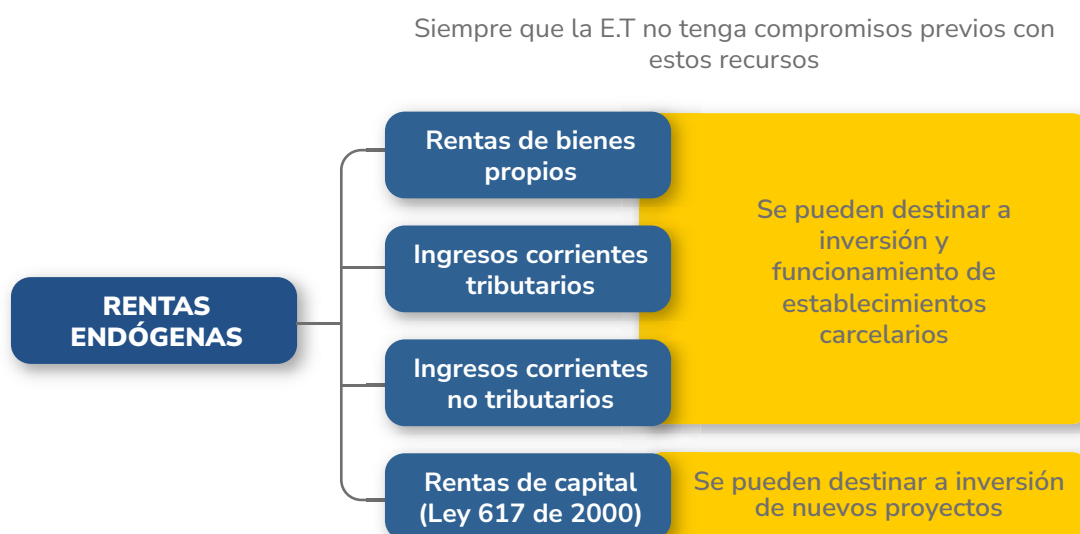 Siempre que la E.T no tenga compromisos previos con
estos recursos
Rentas de bienes
propios
Ingresos corrientes
tributarios
Se pueden destinar a
inversión y
funcionamiento de
establecimientos
carcelarios
RENTAS
ENDÓGENAS
Ingresos corrientes
no tributarios
Rentas de capital
(Ley 617 de 2000)
Se pueden destinar a inversión
de nuevos proyectos